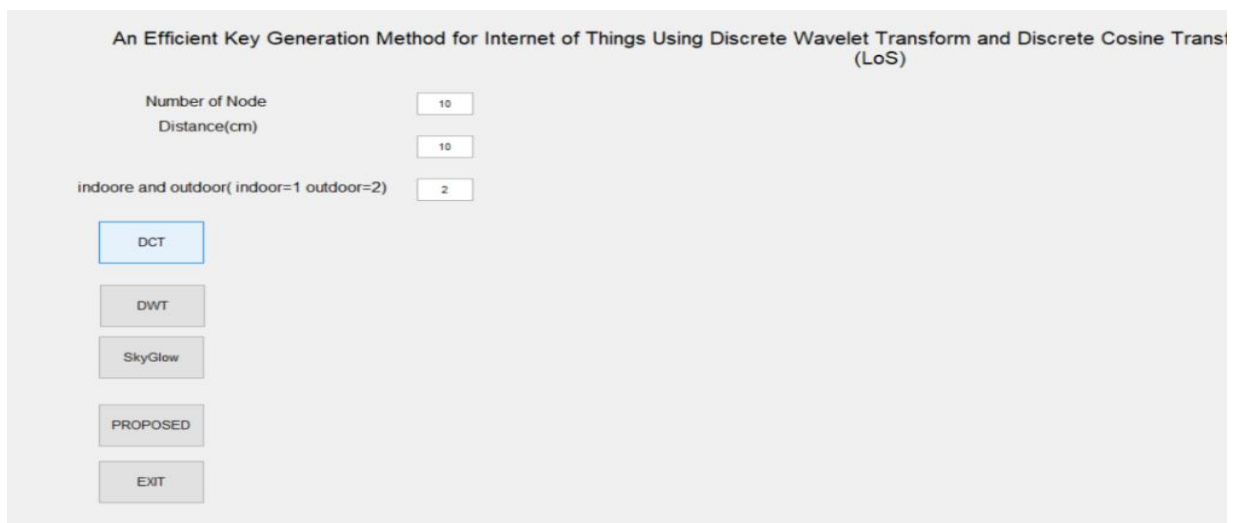 An Efficient Key Generation Method for Internet of Things Using Discrete Wavelet Transform and Discrete Cosine
(LoS)
Number of Node
10
Distance(cm)
10
indoore and outdoor( indoor=1 outdoor=2)
2
DCT
DWT
SkyGlow
PROPOSED
EXIT